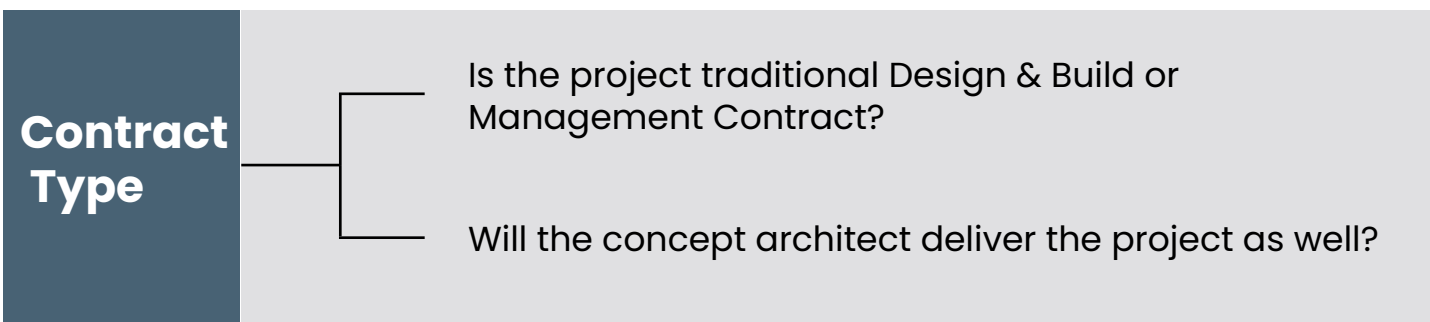 Contract
Type
Is the project traditional Design & Build or
Management Contract?
Will the concept architect deliver the project as well?